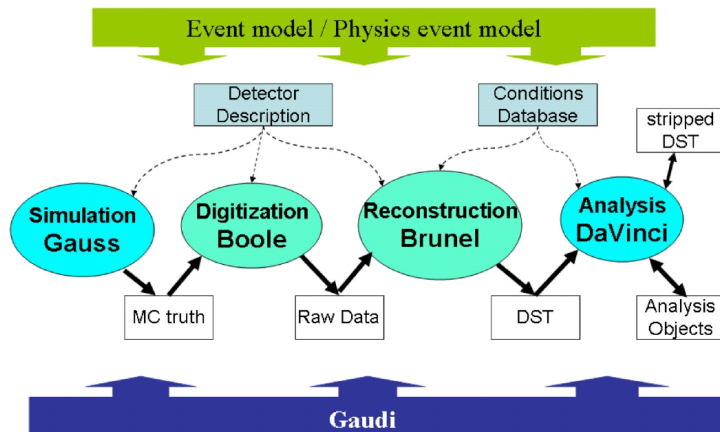 Event model / Physics event model
Detector
Description
Conditions
Database
stripped
DST
Simulation
Gauss
Digitization
Boole
Reconstruction
Brunel
Analysis
DaVinci
MC truth
Raw Data
DST
Analysis
Objects
Gaudi